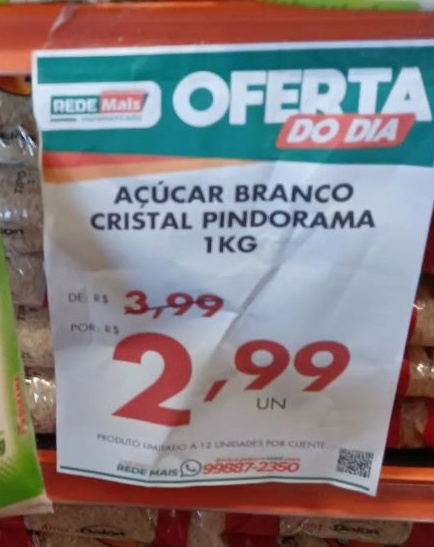 REDE Mais
OFERTA
DO DIA
AÇÚCAR BRANCO
CRISTAL PINDORAMA
1KG
DE: R$ 3,99
POR: R$
2,99
UN
PRODUTO LIMITADO A 12 UNIDADES POR CLIENTE
REDE MAIS 99887-2350